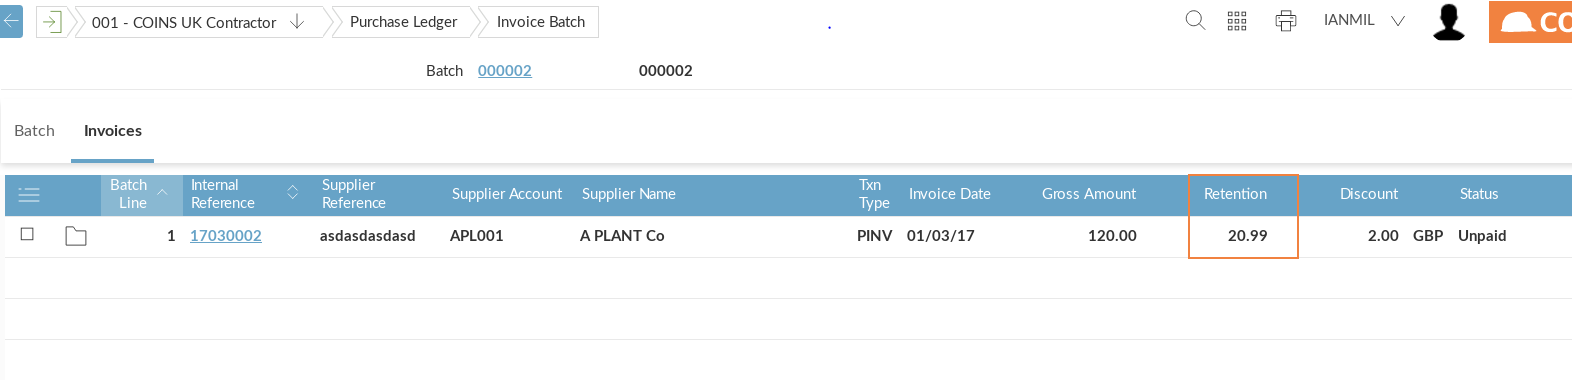 001 - COINS UK Contractor Purchase Ledger Invoice Batch IANMIL CO
Batch 000002 000002
Batch Invoices
Batch Line Internal Reference Supplier Reference Supplier Account Supplier Name Txn Type Invoice Date Gross Amount Retention Discount Status
1 17030002 asdasdasdasd APL001 A PLANT Co PINV 01/03/17 120.00 20.99 2.00 GBP Unpaid